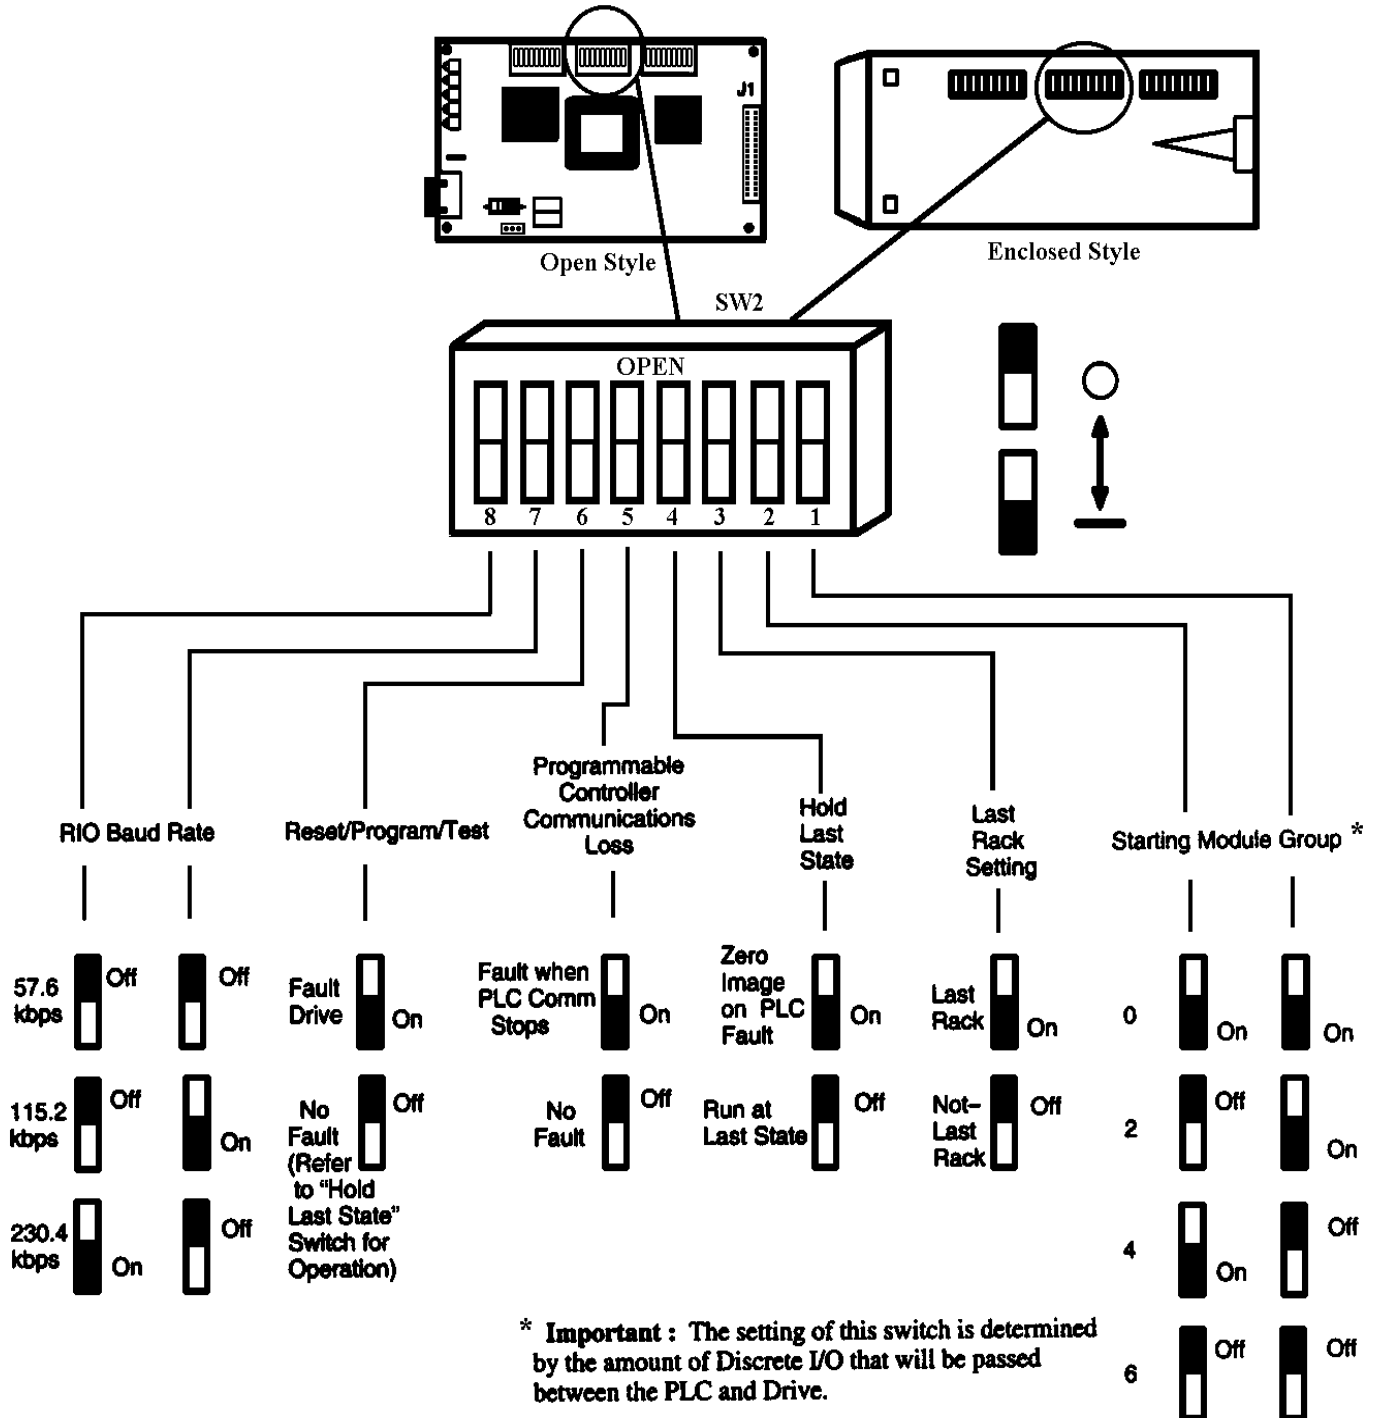 J1
Open Style
Enclosed Style
SW2
OPEN
8 7 6 5 4 3 2 1
RIO Baud Rate
Reset/Program/Test
Programmable
Controller
Communications
Loss
Hold
Last
State
Last
Rack
Setting
Starting Module Group *
57.6
kbps
Off
Off
115.2
kbps
Off
On
230.4
kbps
On
Off
Fault
Drive
On
No
Fault
(Refer
to "Hold
Last State"
Switch for
Operation)
Off
Fault when
PLC Comm
Stops
On
No
Fault
Off
Zero
Image
on PLC
Fault
On
Run at
Last State
Off
Last
Rack
On
Not–
Last
Rack
Off
0
On
On
2
Off
On
4
On
Off
6
Off
Off
* Important : The setting of this switch is determined
by the amount of Discrete I/O that will be passed
between the PLC and Drive.